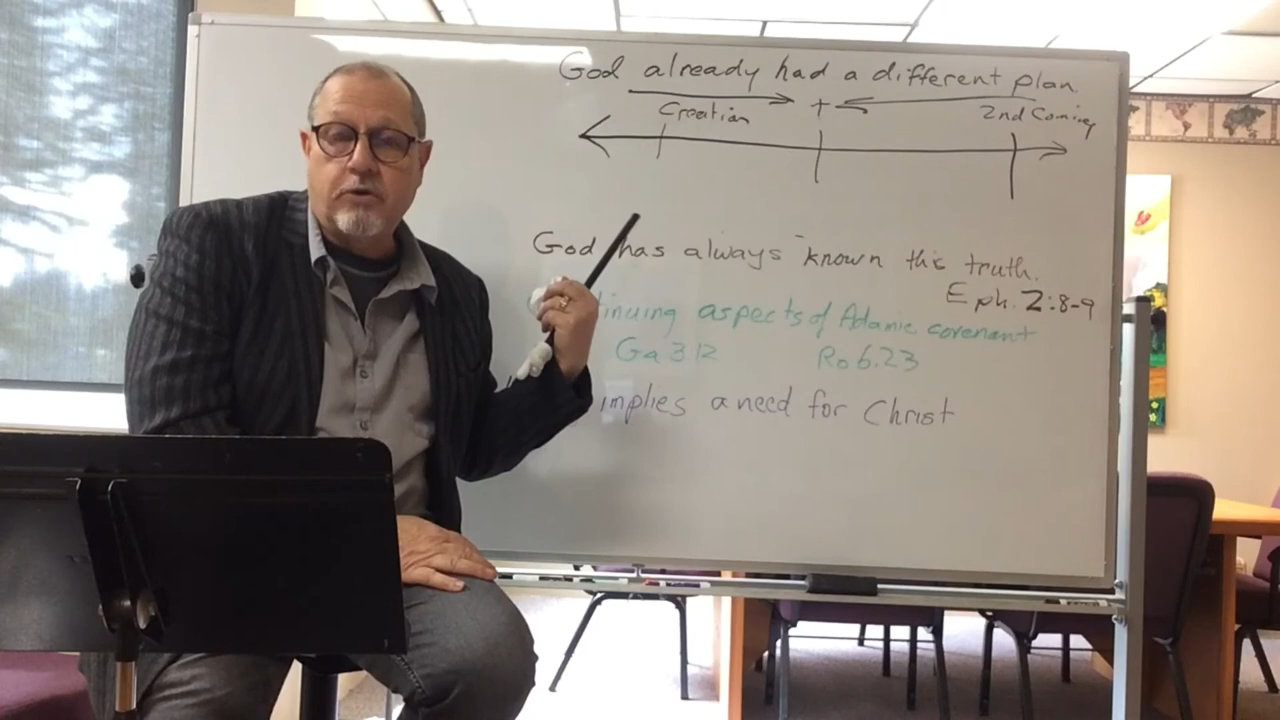 God already had a different plan.
Creation + 2nd Coming
God has always known this truth.
Eph. 2:8-9
tinuing aspects of Adamic covenant
Ga 3.12 Ro 6.23
implies a need for Christ